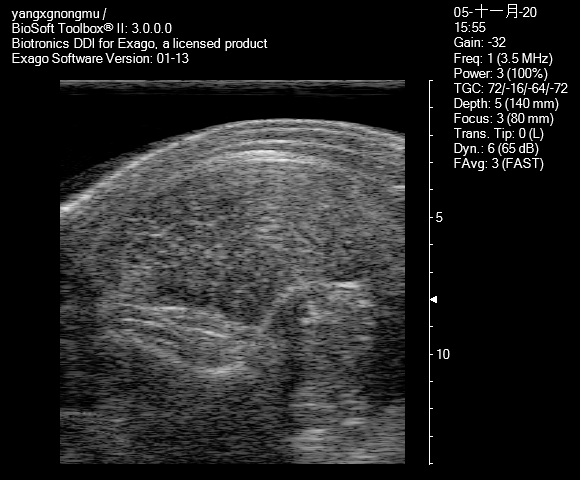 yangxgnongmu /
BioSoft Toolbox® II: 3.0.0.0
Biotronics DDI for Exago, a licensed product
Exago Software Version: 01-13
05-十一月-20
15:55
Gain: -32
Freq: 1 (3.5 MHz)
Power: 3 (100%)
TGC: 72/-16/-64/-72
Depth: 5 (140 mm)
Focus: 3 (80 mm)
Trans. Tip: 0 (L)
Dyn.: 6 (65 dB)
FAvg: 3 (FAST)
5
10